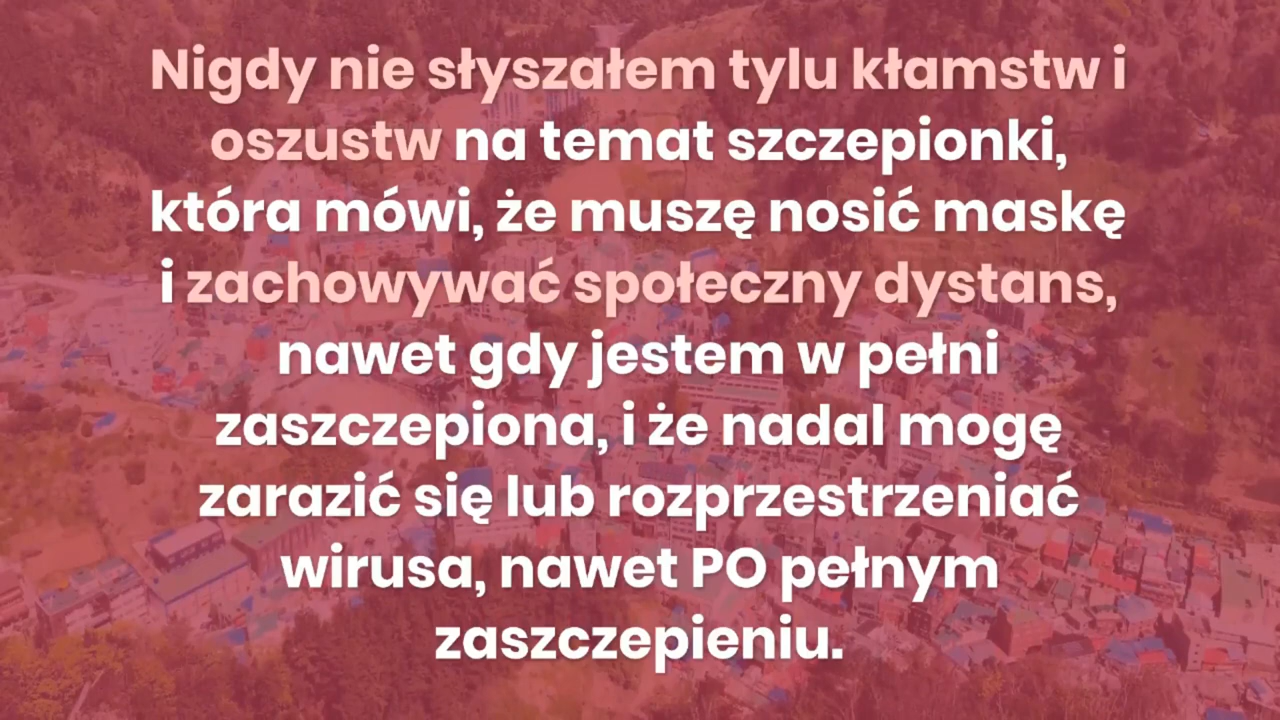 Nigdy nie słyszałem tylu kłamstw i
oszustw na temat szczepionki,
która mówi, że muszę nosić maskę
i zachowywać społeczny dystans,
nawet gdy jestem w pełni
zaszczepiona, i że nadal mogę
zarazić się lub rozprzestrzeniać
wirusa, nawet PO pełnym
zaszczepieniu.